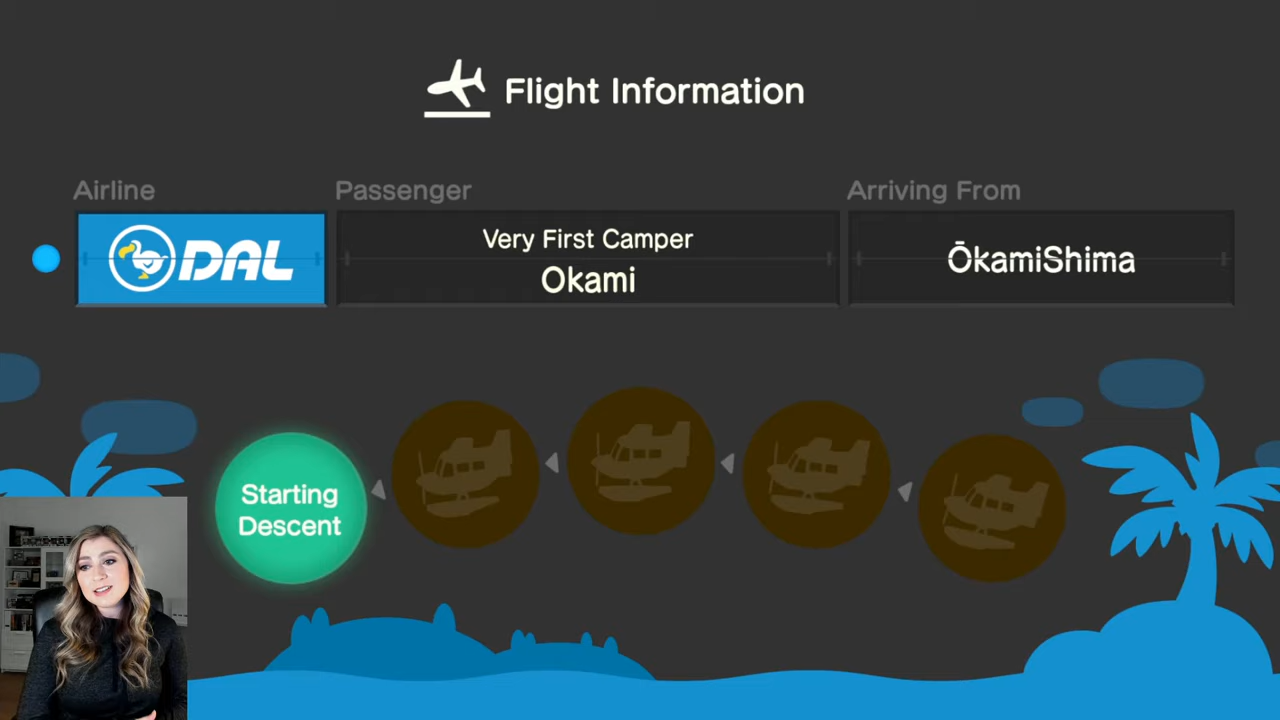 Flight Information
Airline
Passenger
Arriving From
DAL
Very First Camper
Okami
ŌkamiShima
Starting
Descent